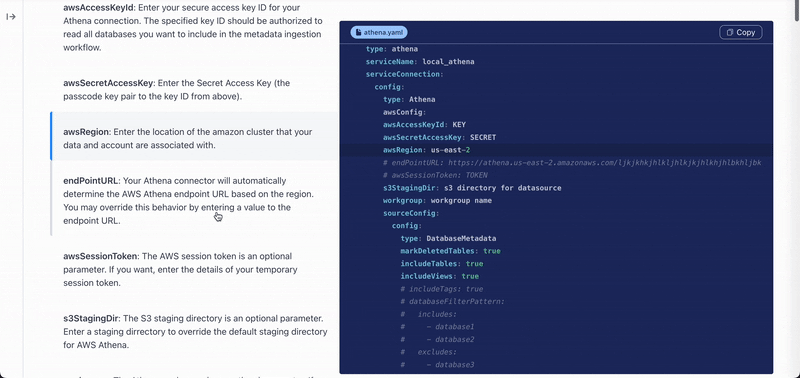 awsAccessKeyId: Enter your secure access key ID for your
Athena connection. The specified key ID should be authorized to
read all databases you want to include in the metadata ingestion
workflow.
awsSecretAccessKey: Enter the Secret Access Key (the
passcode key pair to the key ID from above).
awsRegion: Enter the location of the amazon cluster that your
data and account are associated with.
endPointURL: Your Athena connector will automatically
determine the AWS Athena endpoint URL based on the region.
You may override this behavior by entering a value to the
endpoint URL.
awsSessionToken: The AWS session token is an optional
parameter. If you want, enter the details of your temporary
session token.
s3StagingDir: The S3 staging directory is an optional parameter.
Enter a staging directory to override the default staging directory
for AWS Athena.
athena.yaml
Copy
type: athena
serviceName: local_athena
serviceConnection:
config:
type: Athena
awsConfig:
awsAccessKeyId: KEY
awsSecretAccessKey: SECRET
awsRegion: us-east-2
# endPointURL: https://athena.us-east-2.amazonaws.com/
# awsSessionToken: TOKEN
s3StagingDir: s3 directory for datasource
workgroup: workgroup name
sourceConfig:
config:
type: DatabaseMetadata
markDeletedTables: true
includeTables: true
includeViews: true
# includeTags: true
# databaseFilterPattern:
#   includes:
#     - database1
#     - database2
#   excludes:
#     - database3